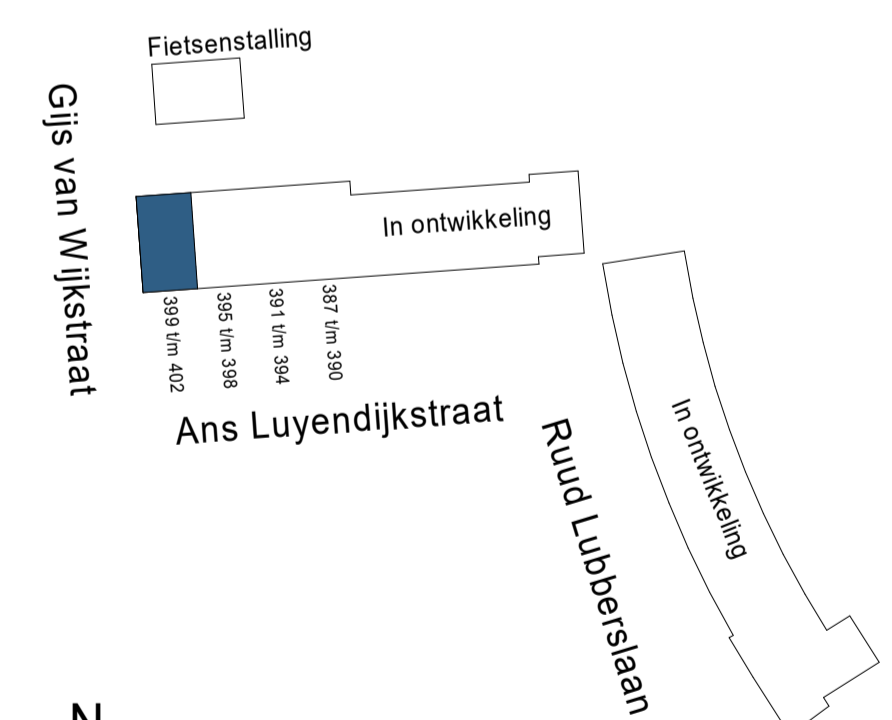 Fietsenstalling
Gijs van Wijkstraat
In ontwikkeling
399 t/m 402
395 t/m 398
391 t/m 394
387 t/m 390
Ans Luyendijkstraat
Ruud Lubberslaan
In ontwikkeling
N